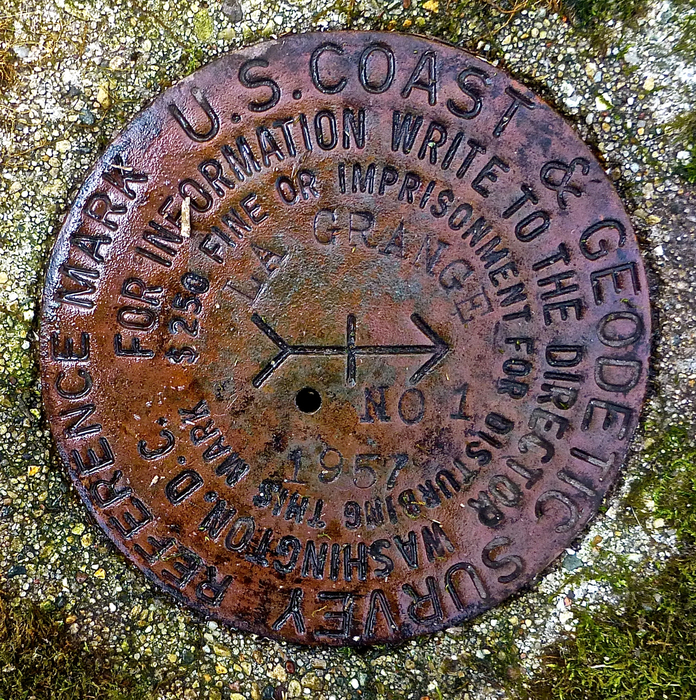 U.S. COAST & GEODETIC SURVEY
REFERENCE MARK
FOR INFORMATION WRITE TO THE DIRECTOR WASHINGTON, D.C.
$250 FINE OR IMPRISONMENT FOR DISTURBING THIS MARK
LA GRANGE
NO 1
1957